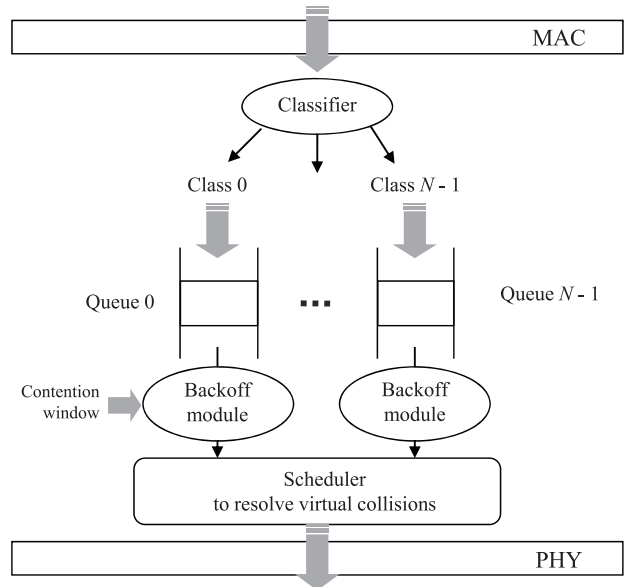 MAC
Classifier
Class 0
Class N - 1
Queue 0
Queue N - 1
Contention
window
Backoff
module
Backoff
module
Scheduler
to resolve virtual collisions
PHY